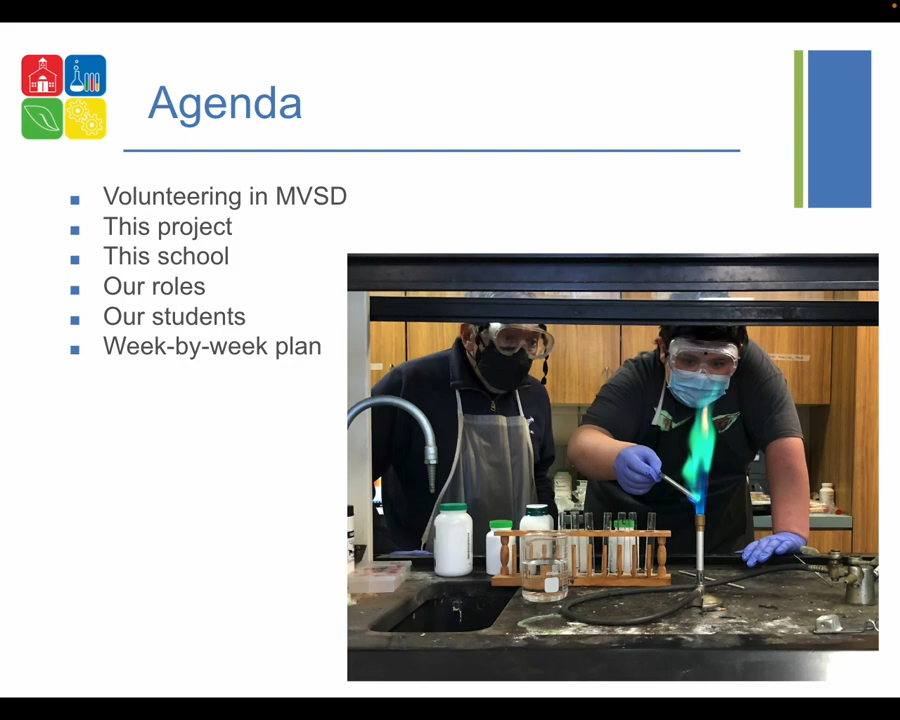 Agenda
Volunteering in MVSD
This project
This school
Our roles
Our students
Week-by-week plan